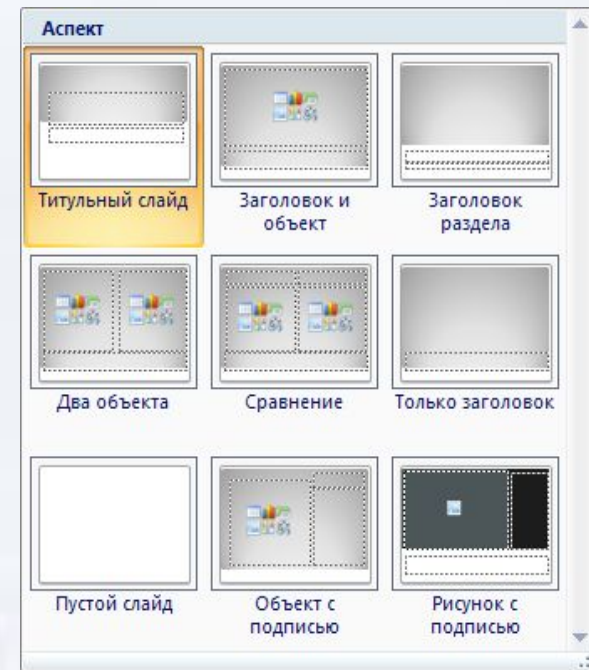 Аспект
Титульный слайд
Заголовок и
объект
Заголовок
раздела
Два объекта
Сравнение
Только заголовок
Пустой слайд
Объект с
подписью
Рисунок с
подписью